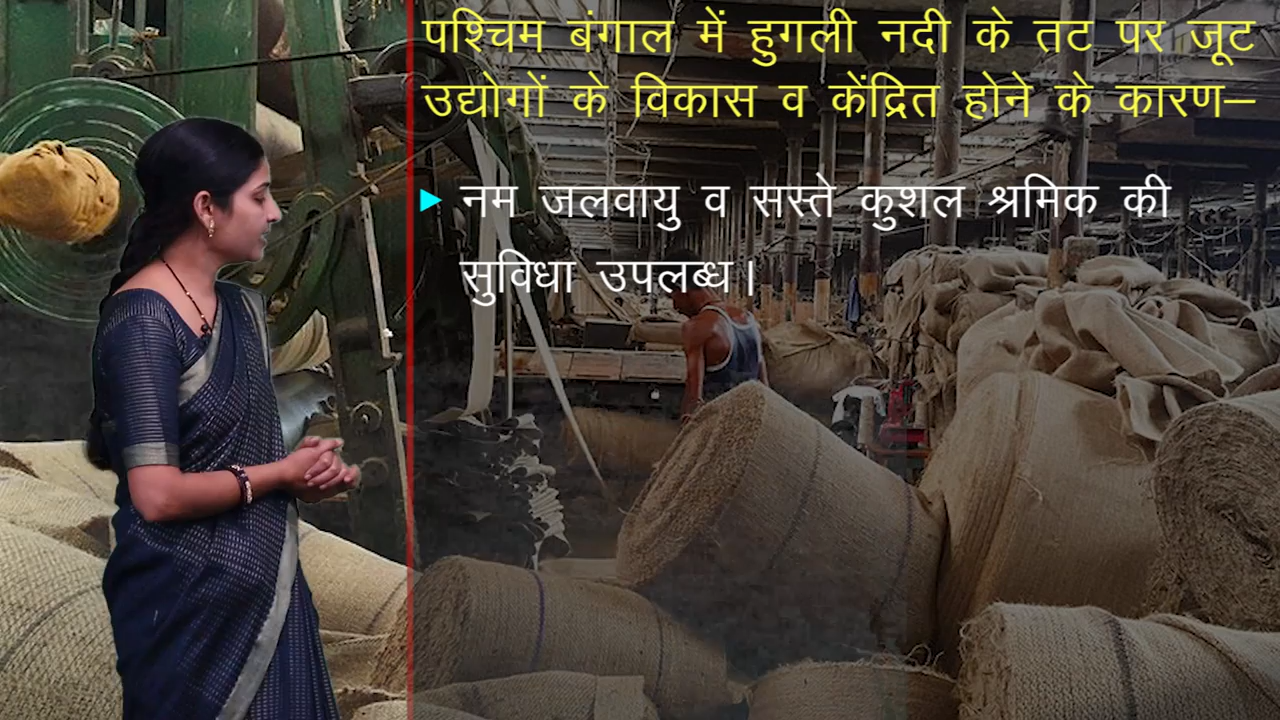 पश्चिम बंगाल में हुगली नदी के तट पर जूट
उद्योगों के विकास व केंद्रित होने के कारण–
नम जलवायु व सस्ते कुशल श्रमिक की
सुविधा उपलब्ध।